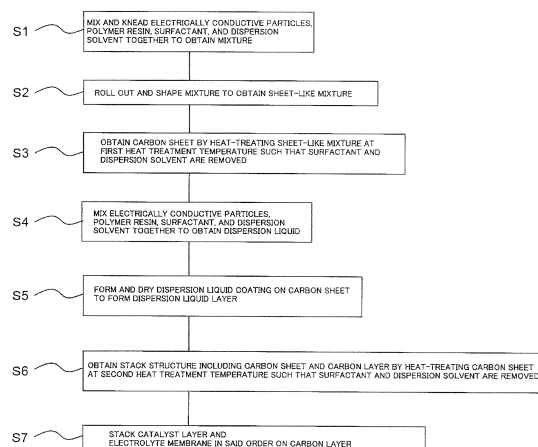 S1
MIX AND KNEAD ELECTRICALLY CONDUCTIVE PARTICLES,
POLYMER RESIN, SURFACTANT, AND DISPERSION
SOLVENT TOGETHER TO OBTAIN MIXTURE
S2
ROLL OUT AND SHAPE MIXTURE TO OBTAIN SHEET-LIKE MIXTURE
S3
OBTAIN CARBON SHEET BY HEAT-TREATING SHEET-LIKE MIXTURE AT
FIRST HEAT TREATMENT TEMPERATURE SUCH THAT SURFACTANT AND
DISPERSION SOLVENT ARE REMOVED
S4
MIX ELECTRICALLY CONDUCTIVE PARTICLES,
POLYMER RESIN, SURFACTANT, AND DISPERSION
SOLVENT TOGETHER TO OBTAIN DISPERSION LIQUID
S5
FORM AND DRY DISPERSION LIQUID COATING ON CARBON SHEET
TO FORM DISPERSION LIQUID LAYER
S6
OBTAIN STACK STRUCTURE INCLUDING CARBON SHEET AND CARBON LAYER BY HEAT-TREATING CARBON SHEET
AT SECOND HEAT TREATMENT TEMPERATURE SUCH THAT SURFACTANT AND DISPERSION SOLVENT ARE REMOVED
S7
STACK CATALYST LAYER AND
ELECTROLYTE MEMBRANE IN SAID ORDER ON CARBON LAYER